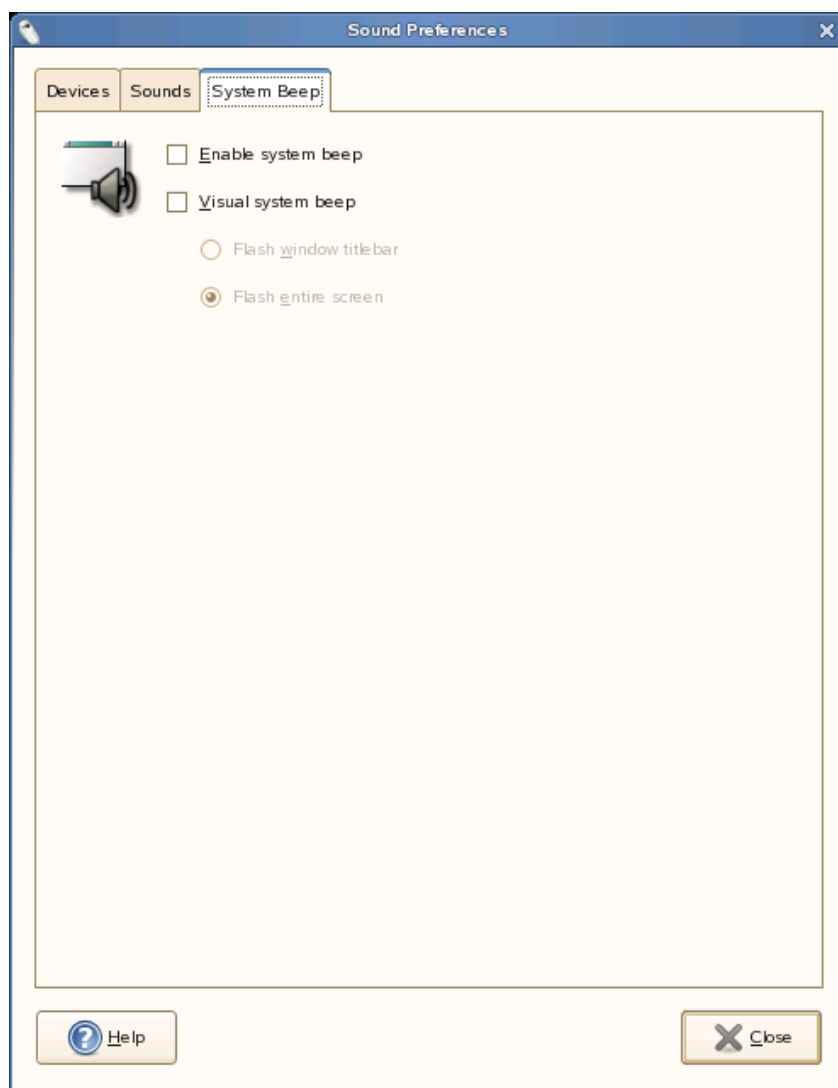 Sound Preferences
Devices Sounds System Beep
Enable system beep
Visual system beep
Flash window titlebar
Flash entire screen
Help Close